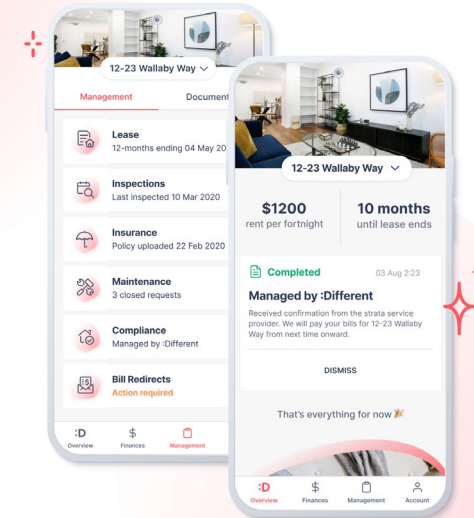 12-23 Wallaby Way
Management
Document
Lease
12-months ending 04 May 20
Inspections
Last inspected 10 Mar 2020
Insurance
Policy uploaded 22 Feb 2020
Maintenance
3 closed requests
Compliance
Managed by :Different
Bill Redirects
Action required
:D
$
Overview
Finances
Management
12-23 Wallaby Way
$1200
rent per fortnight
10 months
until lease ends
Completed
03 Aug 2:23
Managed by :Different
Received confirmation from the strata service
provider. We will pay your bills for 12-23 Wallaby
Way from next time onward.
DISMISS
That's everything for now 🎉
:D
$
Overview
Finances
Management
Account